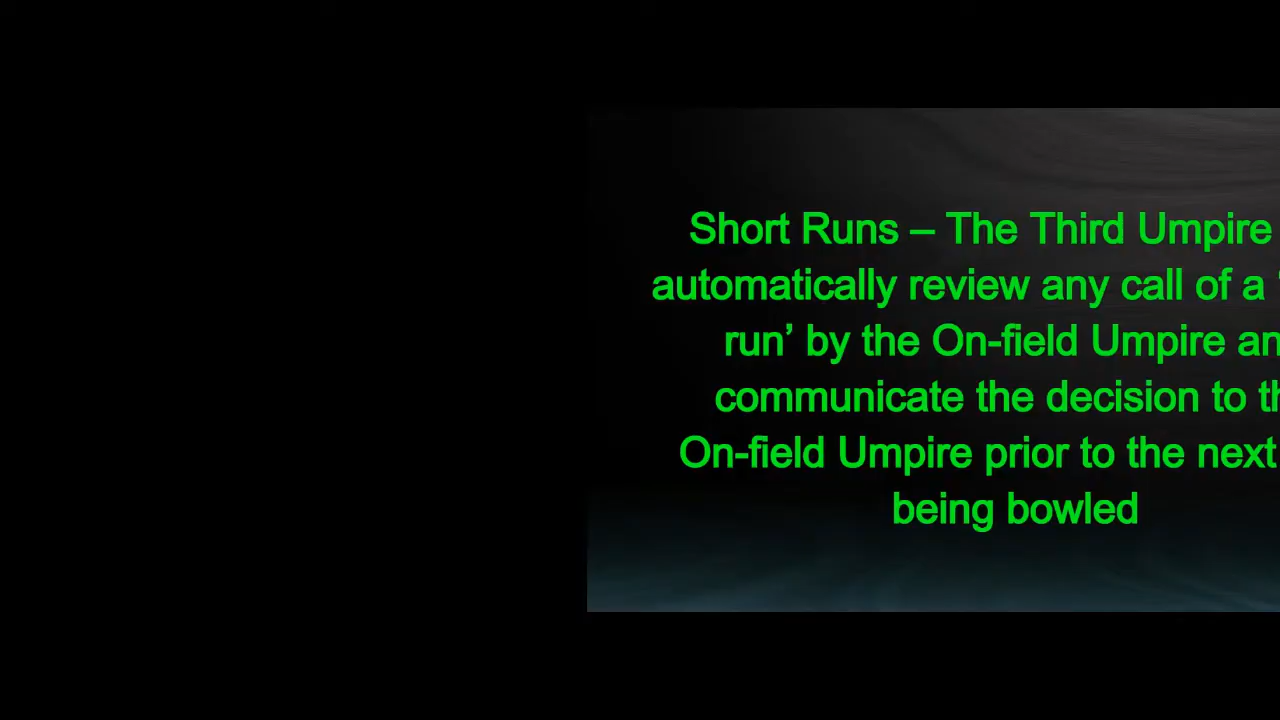 Short Runs – The Third Umpire
automatically review any call of a
run’ by the On-field Umpire an
communicate the decision to th
On-field Umpire prior to the next
being bowled